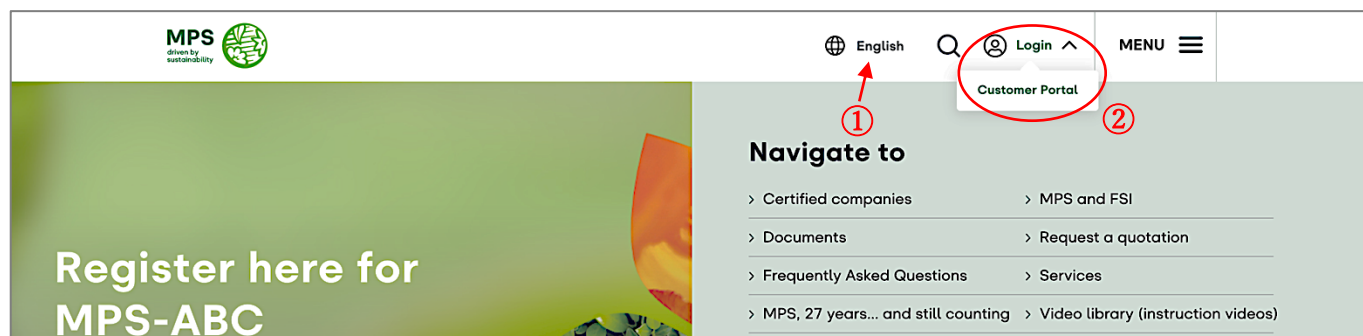 MPS
driven by
sustainability
English
Login
MENU
Customer Portal
①
②
Navigate to
> Certified companies
> MPS and FSI
> Documents
> Request a quotation
> Frequently Asked Questions
> Services
> MPS, 27 years... and still counting
> Video library (instruction videos)
Register here for
MPS-ABC